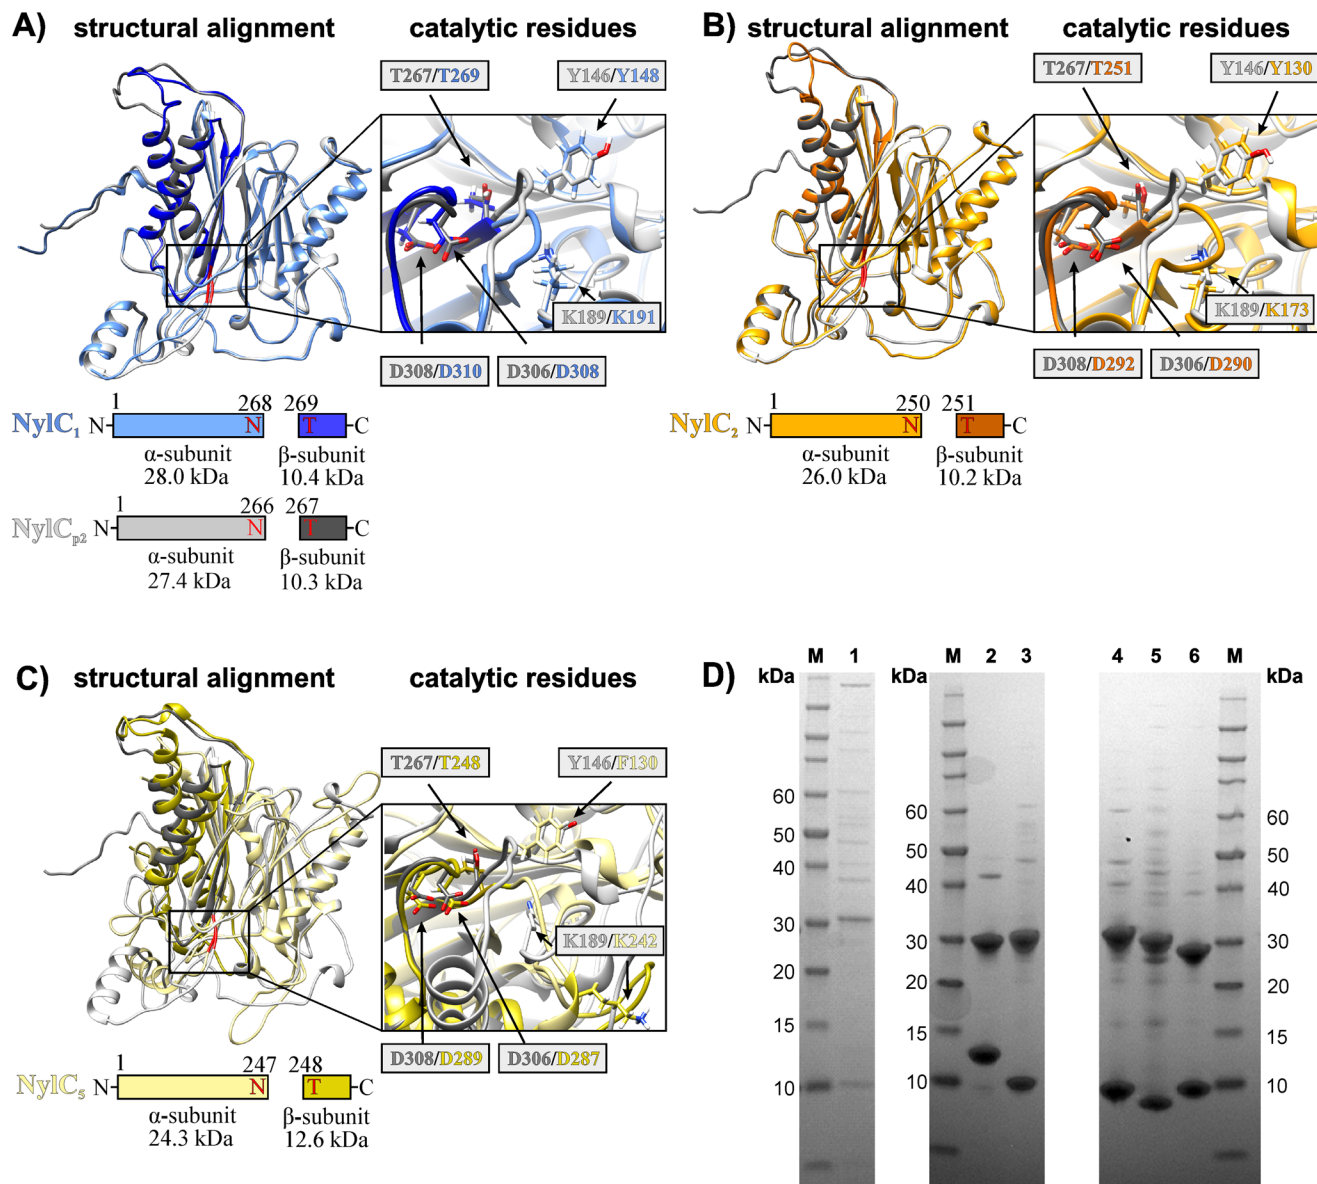 A) structural alignment catalytic residues
T267/T269 Y146/Y148
K189/K191
D308/D310 D306/D308
1 268 269
NylC1 N N T C
α-subunit β-subunit
28.0 kDa 10.4 kDa
1 266 267
NylCp2 N N T C
α-subunit β-subunit
27.4 kDa 10.3 kDa
B) structural alignment catalytic residues
T267/T251 Y146/Y130
K189/K173
D308/D292 D306/D290
1 250 251
NylC2 N N T C
α-subunit β-subunit
26.0 kDa 10.2 kDa
C) structural alignment catalytic residues
T267/T248 Y146/F130
K189/K242
D308/D289 D306/D287
1 247 248
NylC5 N N T C
α-subunit β-subunit
24.3 kDa 12.6 kDa
D)
M 1 M 2 3 4 5 6 M
kDa kDa kDa
60 60 60
50 50 50
40 40 40
30 30 30
20 20 20
15 15 15
10 10 10